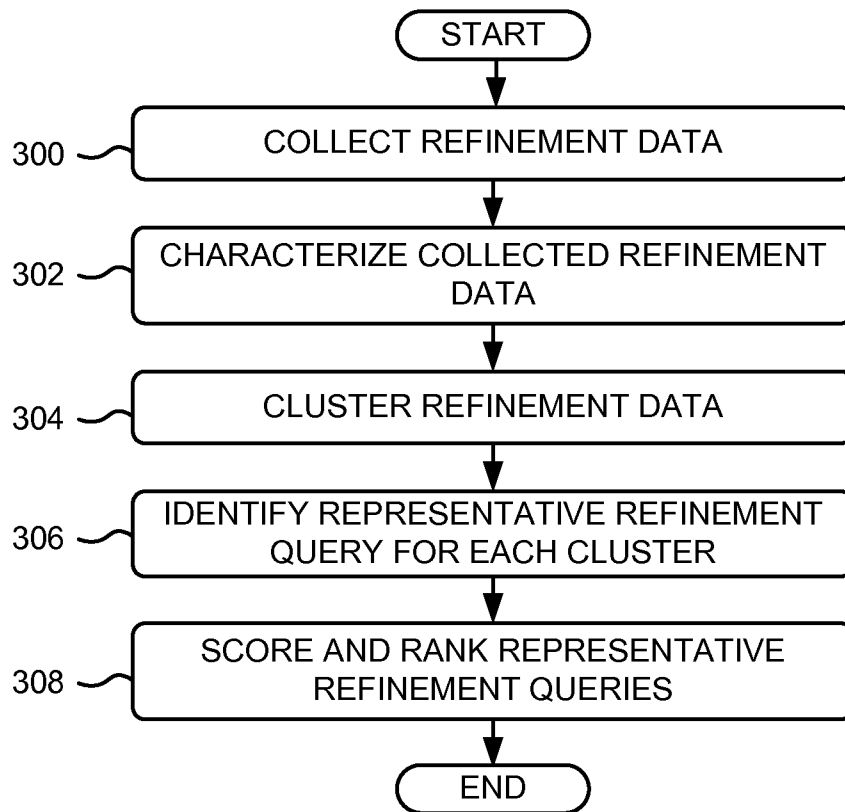 START
300
COLLECT REFINEMENT DATA
302
CHARACTERIZE COLLECTED REFINEMENT
DATA
304
CLUSTER REFINEMENT DATA
306
IDENTIFY REPRESENTATIVE REFINEMENT
QUERY FOR EACH CLUSTER
308
SCORE AND RANK REPRESENTATIVE
REFINEMENT QUERIES
END